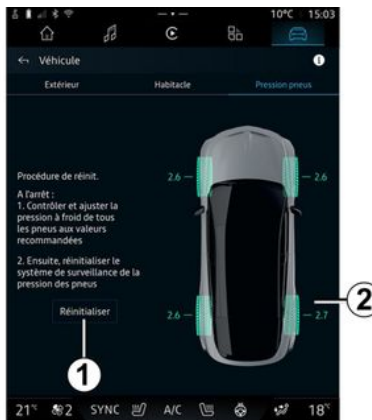 10°C 15:03
Véhicule
Extérieur Habitacle Pression pneus
2.6 2.6
Procédure de réinit.
A l'arrêt :
1. Contrôler et ajuster la
pression à froid de tous
les pneus aux valeurs
recommandées
2. Ensuite, réinitialiser le
système de surveillance de la
pression des pneus
Réinitialiser
2.6 2.7
1
2
21°C 2 SYNC A/C 18°C